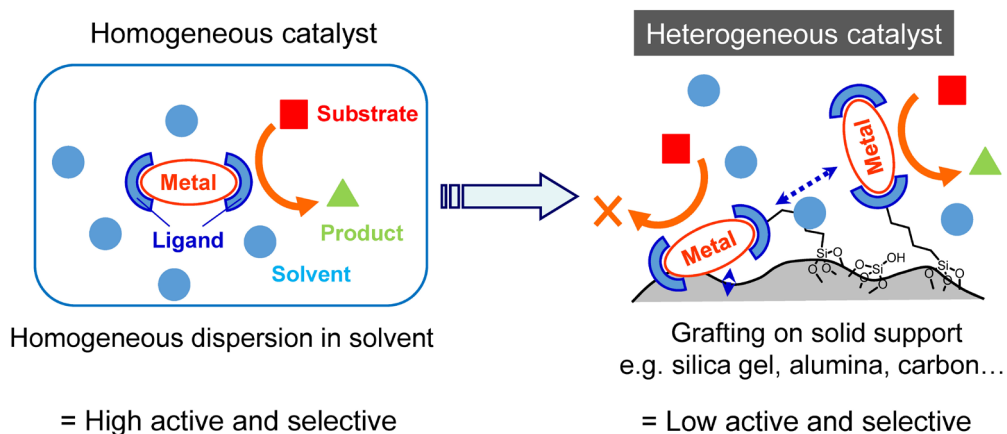 Homogeneous catalyst
Substrate
Metal
Ligand
Product
Solvent
Homogeneous dispersion in solvent
= High active and selective
Heterogeneous catalyst
Metal
Metal
Si
O
O
O
Si
OH
O
O
O
Si
O
O
O
Grafting on solid support
e.g. silica gel, alumina, carbon…
= Low active and selective